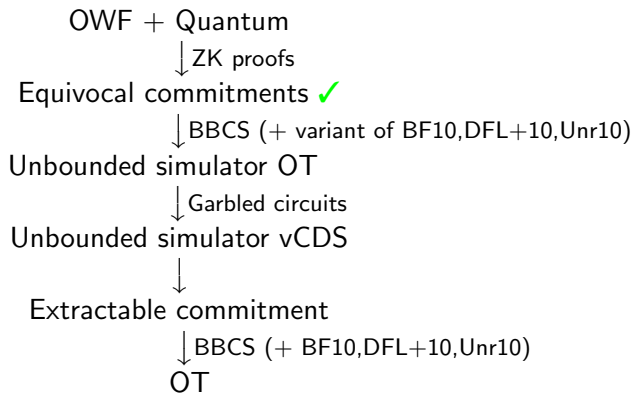 OWF + Quantum
ZK proofs
Equivocal commitments ✓
BBCS (+ variant of BF10,DFL+10,Unr10)
Unbounded simulator OT
Garbled circuits
Unbounded simulator vCDS
Extractable commitment
BBCS (+ BF10,DFL+10,Unr10)
OT